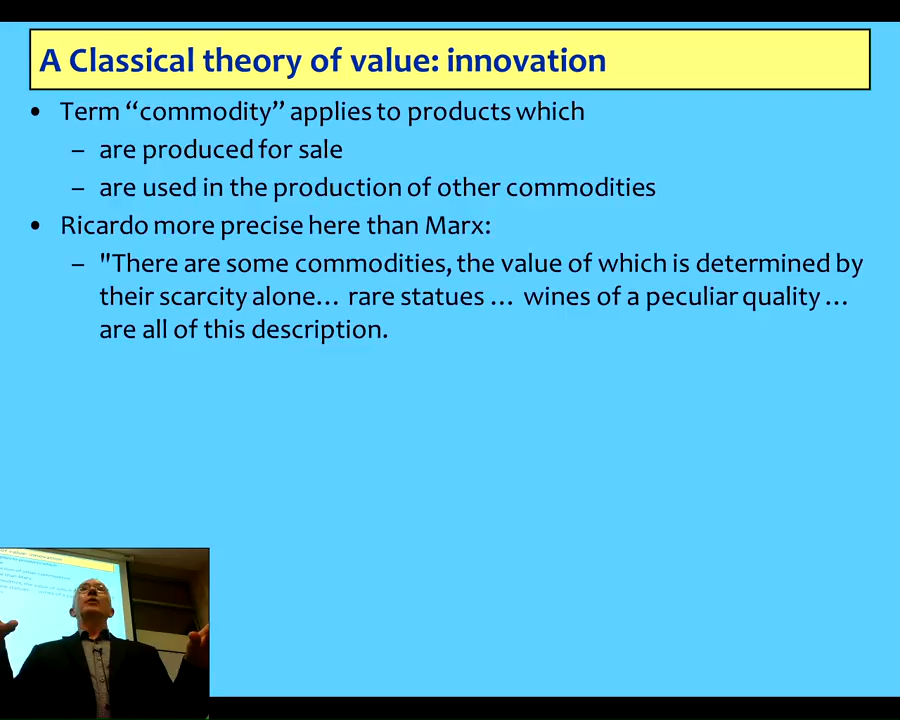 A Classical theory of value: innovation
• Term “commodity” applies to products which
– are produced for sale
– are used in the production of other commodities
• Ricardo more precise here than Marx:
– "There are some commodities, the value of which is determined by
their scarcity alone… rare statues … wines of a peculiar quality …
are all of this description.